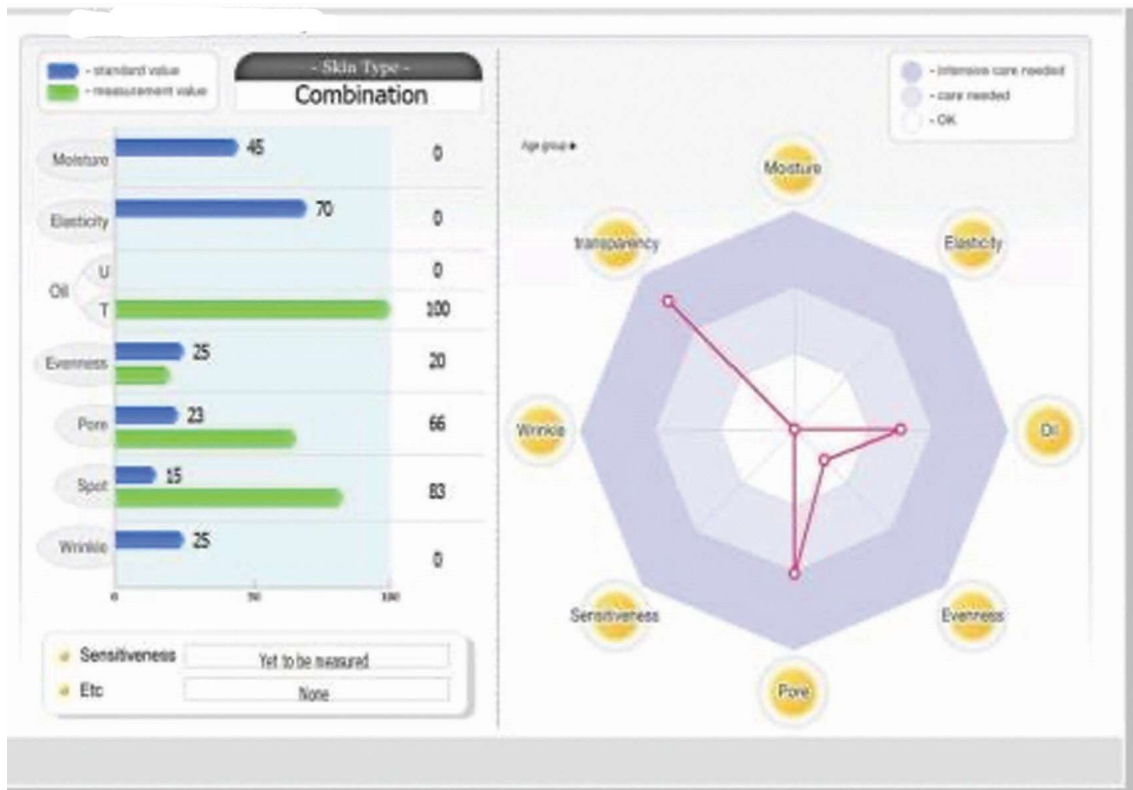 - standard value
- measurement value
- Skin Type -
Combination
Moisture 45 0
Elasticity 70 0
Oil
U 0
T 100
Evenness 25 20
Pore 23 66
Spot 15 83
Wrinkle 25 0
0 50 100
Sensitiveness Yet to be measured
Etc None
- intensive care needed
- care needed
- OK
Age group
Moisture
transparency
Elasticity
Wrinkle
Oil
Sensitiveness
Evenness
Pore